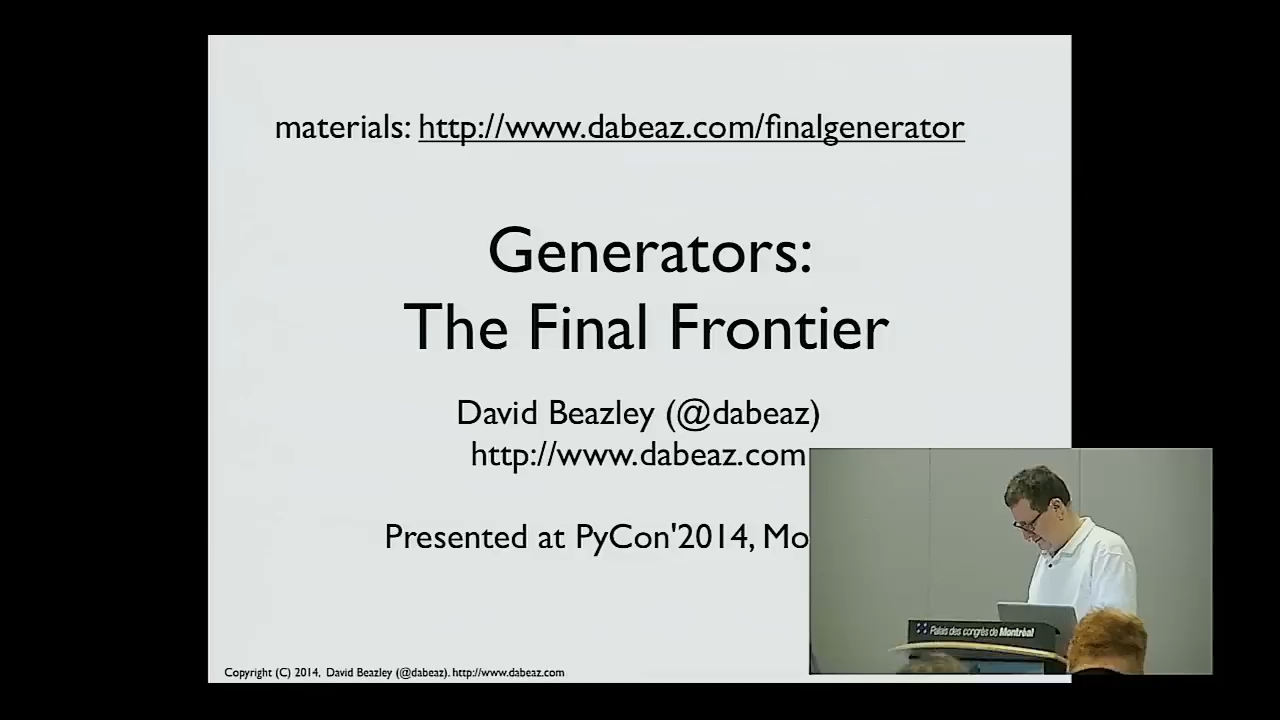 materials: http://www.dabeaz.com/finalgenerator
Generators:
The Final Frontier
David Beazley (@dabeaz)
http://www.dabeaz.com
Presented at PyCon'2014, Mo
Palais des congrès de Montréal
Copyright (C) 2014, David Beazley (@dabeaz). http://www.dabeaz.com